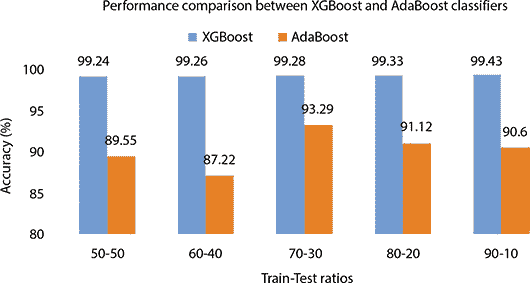 Performance comparison between XGBoost and AdaBoost classifiers
XGBoost AdaBoost
99.24 99.26 99.28 99.33 99.43
100
93.29
95
91.12
90.6
89.55
90
87.22
85
80
Accuracy (%)
50-50 60-40 70-30 80-20 90-10
Train-Test ratios